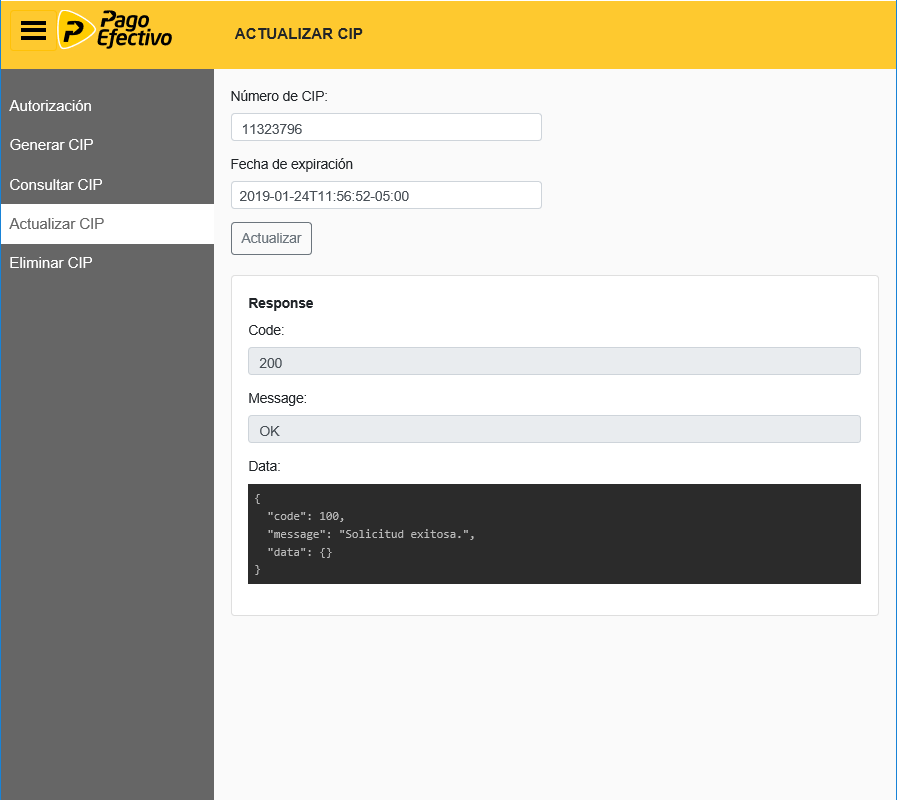 Pago
Efectivo
ACTUALIZAR CIP
Autorización
Generar CIP
Consultar CIP
Actualizar CIP
Eliminar CIP
Número de CIP:
11323796
Fecha de expiración
2019-01-24T11:56:52-05:00
Actualizar
Response
Code:
200
Message:
OK
Data:
{
"code": 100,
"message": "Solicitud exitosa.",
"data": {}
}